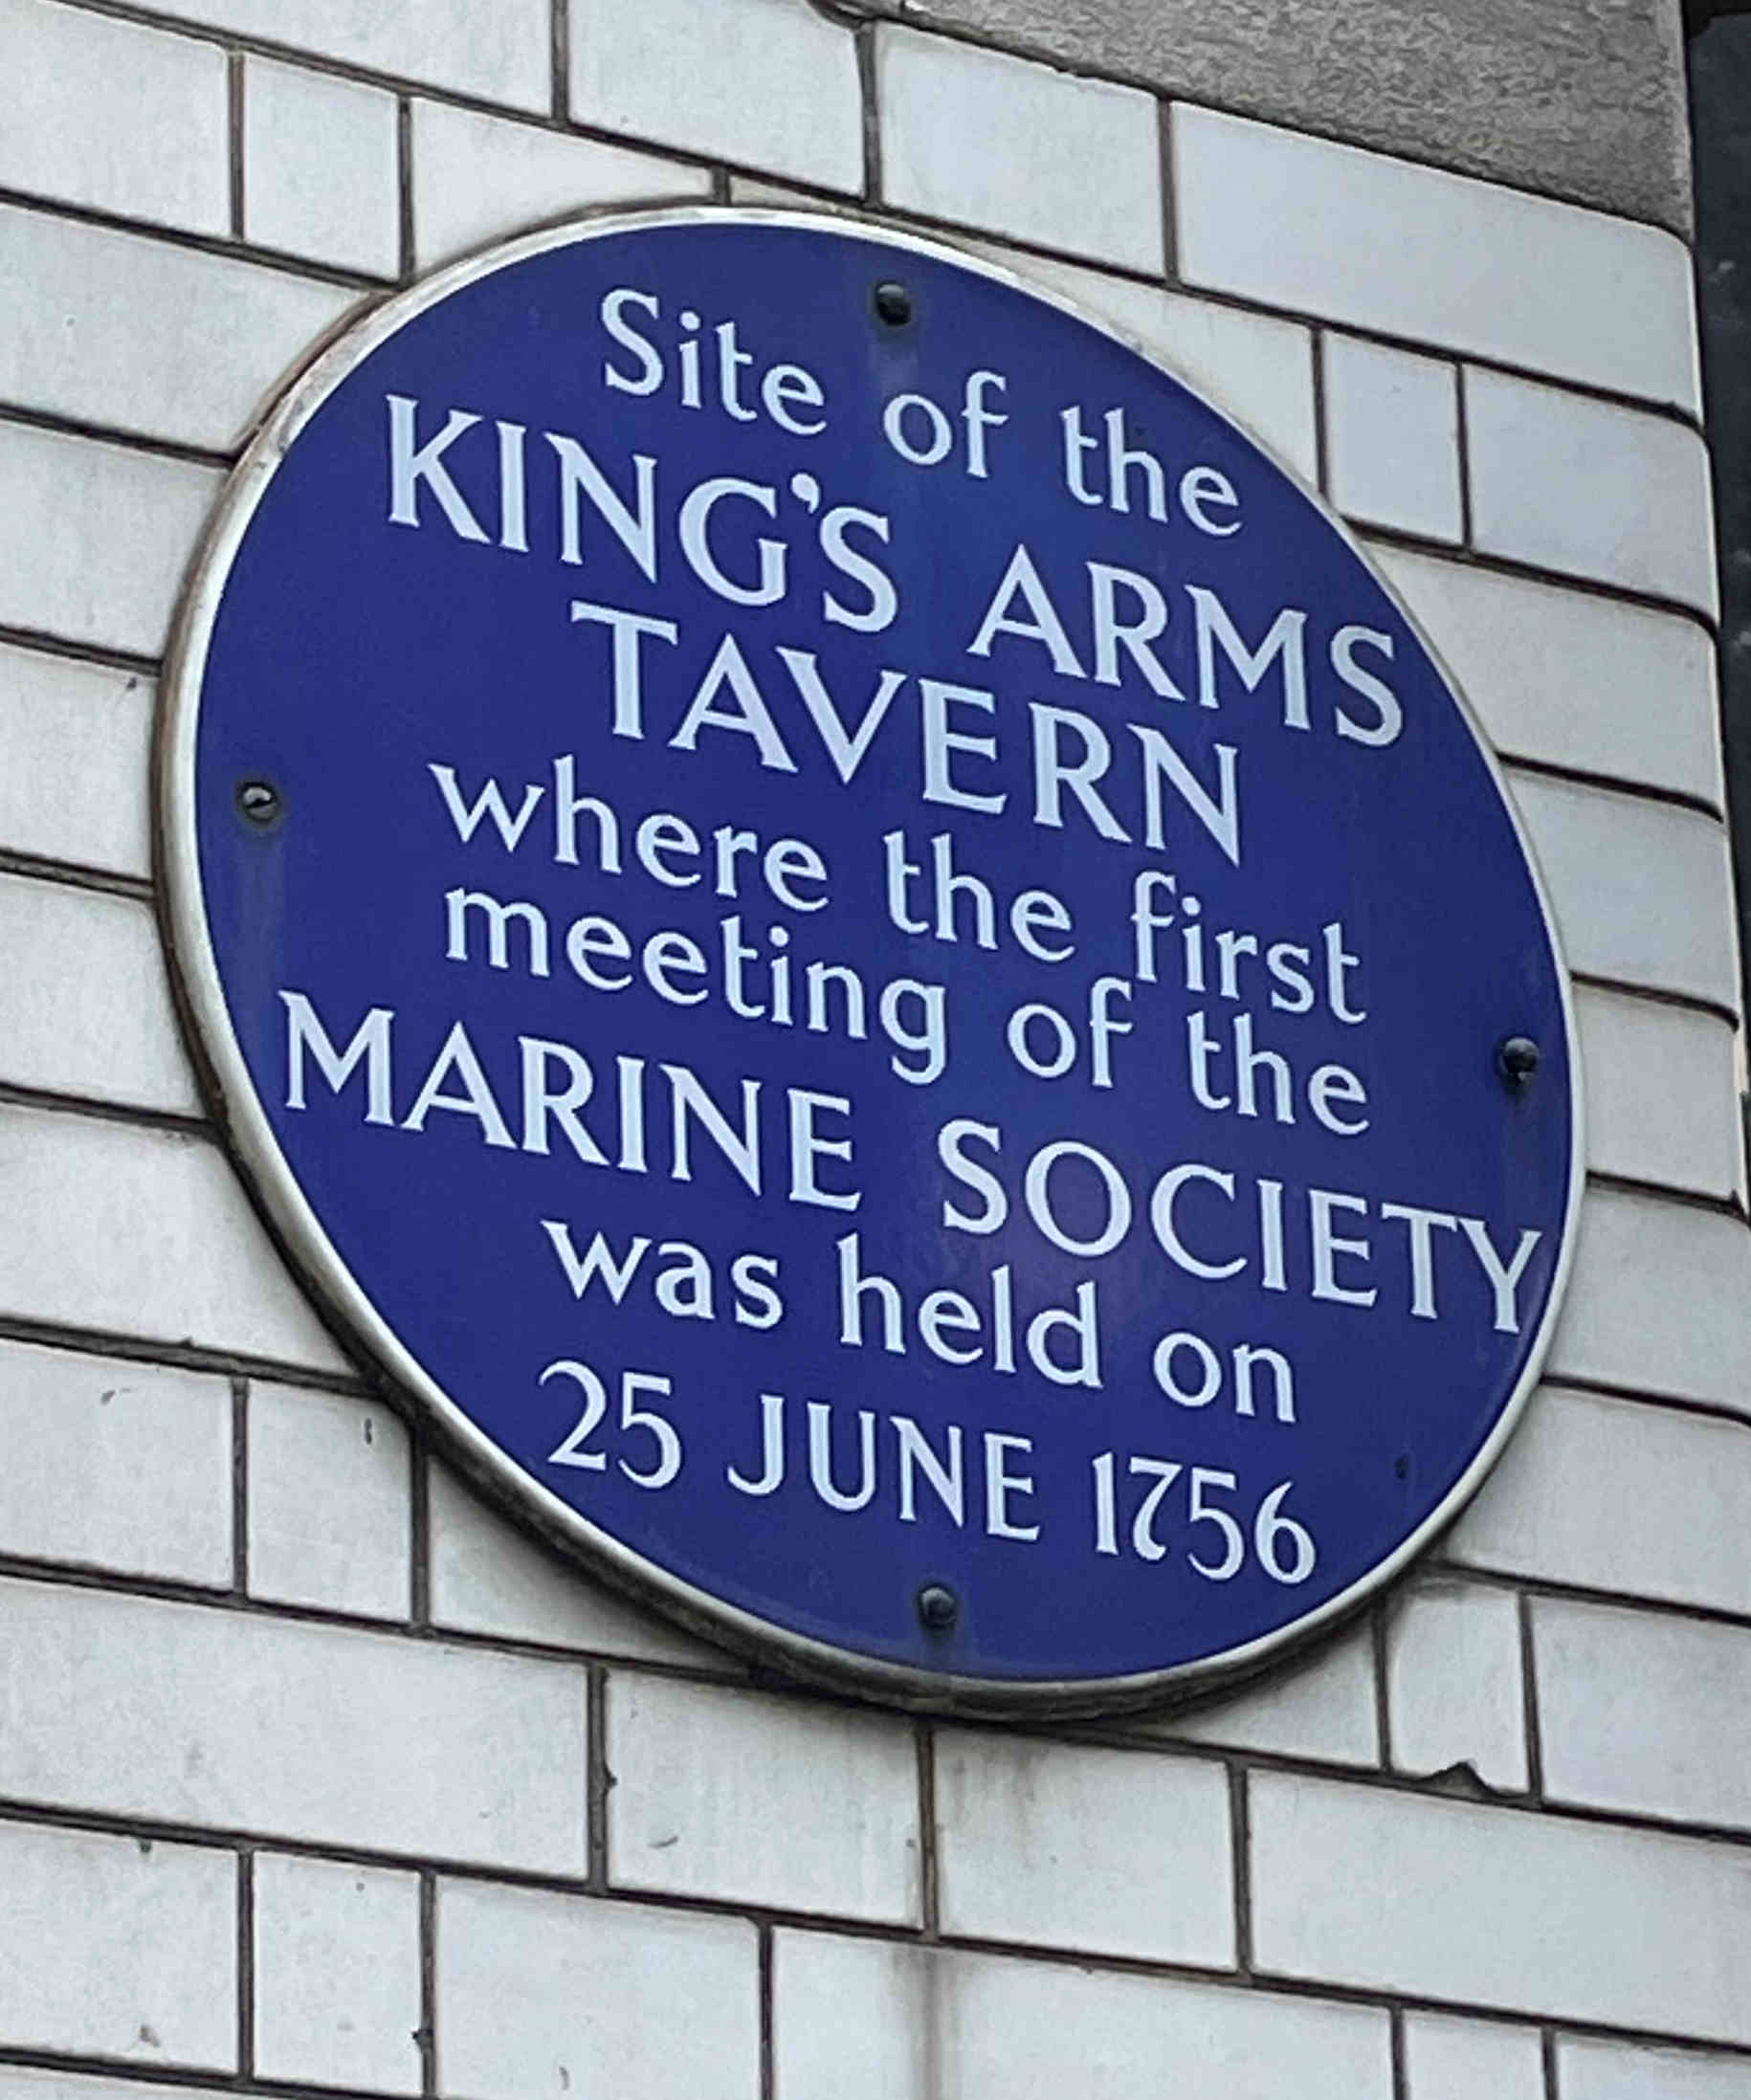 Site of the
KING'S ARMS
TAVERN
where the first
meeting of the
MARINE SOCIETY
was held on
25 JUNE 1756